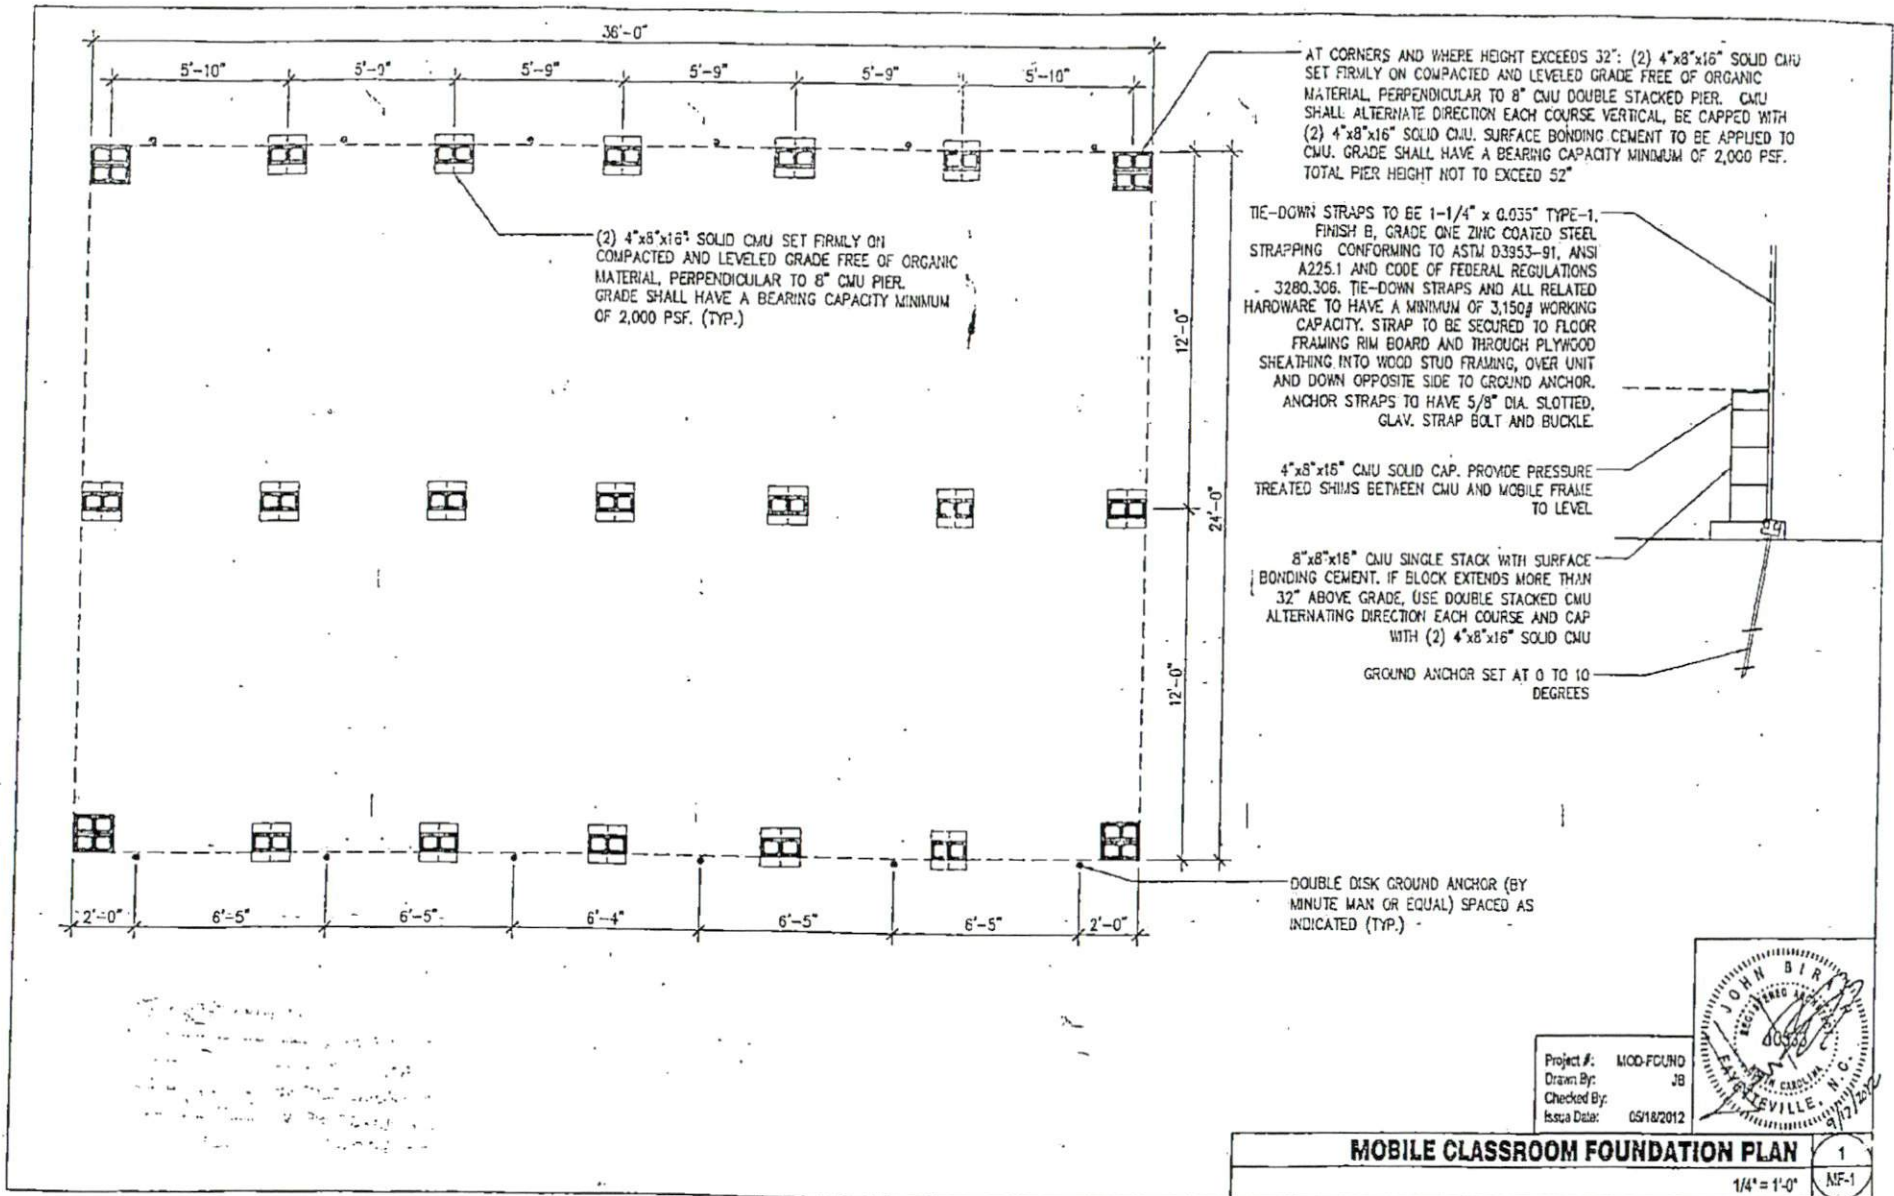 36'-0"
5'-10"
5'-9"
5'-9"
5'-9"
5'-9"
5'-10"
AT CORNERS AND WHERE HEIGHT EXCEEDS 32": (2) 4"x8"x16" SOLID CMU
SET FIRMLY ON COMPACTED AND LEVELED GRADE FREE OF ORGANIC
MATERIAL, PERPENDICULAR TO 8" CMU DOUBLE STACKED PIER. CMU
SHALL ALTERNATE DIRECTION EACH COURSE VERTICAL, BE CAPPED WITH
(2) 4"x8"x16" SOLID CMU. SURFACE BONDING CEMENT TO BE APPLIED TO
CMU. GRADE SHALL HAVE A BEARING CAPACITY MINIMUM OF 2,000 PSF.
TOTAL PIER HEIGHT NOT TO EXCEED 52"
(2) 4"x8"x16" SOLID CMU SET FIRMLY ON
COMPACTED AND LEVELED GRADE FREE OF ORGANIC
MATERIAL, PERPENDICULAR TO 8" CMU PIER.
GRADE SHALL HAVE A BEARING CAPACITY MINIMUM
OF 2,000 PSF. (TYP.)
TIE-DOWN STRAPS TO BE 1-1/4" x 0.035" TYPE-1,
FINISH B, GRADE ONE ZINC COATED STEEL
STRAPPING CONFORMING TO ASTM D3953-91, ANSI
A225.1 AND CODE OF FEDERAL REGULATIONS
3280.306. TIE-DOWN STRAPS AND ALL RELATED
HARDWARE TO HAVE A MINIMUM OF 3,150# WORKING
CAPACITY. STRAP TO BE SECURED TO FLOOR
FRAMING RIM BOARD AND THROUGH PLYWOOD
SHEATHING INTO WOOD STUD FRAMING, OVER UNIT
AND DOWN OPPOSITE SIDE TO GROUND ANCHOR.
ANCHOR STRAPS TO HAVE 5/8" DIA. SLOTTED,
GLAV. STRAP BOLT AND BUCKLE.
12'-0"
24'-0"
12'-0"
4"x8"x16" CMU SOLID CAP. PROVIDE PRESSURE
TREATED SHIMS BETWEEN CMU AND MOBILE FRAME
TO LEVEL
8"x8"x16" CMU SINGLE STACK WITH SURFACE
BONDING CEMENT. IF BLOCK EXTENDS MORE THAN
32" ABOVE GRADE, USE DOUBLE STACKED CMU
ALTERNATING DIRECTION EACH COURSE AND CAP
WITH (2) 4"x8"x16" SOLID CMU
GROUND ANCHOR SET AT 0 TO 10
DEGREES
DOUBLE DISK GROUND ANCHOR (BY
MINUTE MAN OR EQUAL) SPACED AS
INDICATED (TYP.)
2'-0"
6'-5"
6'-5"
6'-4"
6'-5"
6'-5"
2'-0"
JOHN
REGISTERED ARCHITECT
NORTH CAROLINA
FAYETTEVILLE, N.C.
Project #: MOD-FOUND
Drawn By: JB
Checked By:
Issue Date: 05/18/2012
MOBILE CLASSROOM FOUNDATION PLAN
1
MF-1
1/4" = 1'-0"